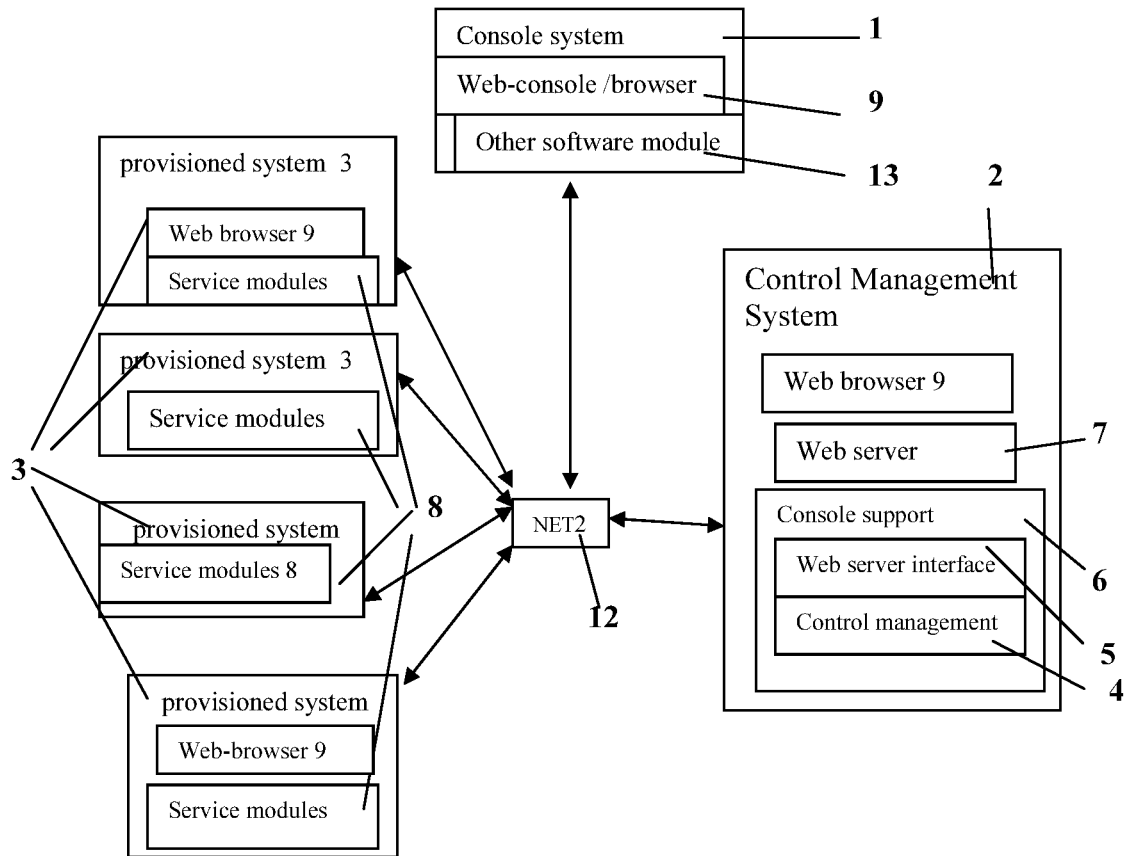 Console system
1
Web-console /browser
9
Other software module
13
provisioned system 3
Web browser 9
Service modules
provisioned system 3
Service modules
3
provisioned system
Service modules 8
8
provisioned system
Web-browser 9
Service modules
NET2
12
2
Control Management
System
Web browser 9
Web server
7
Console support
6
Web server interface
5
Control management
4